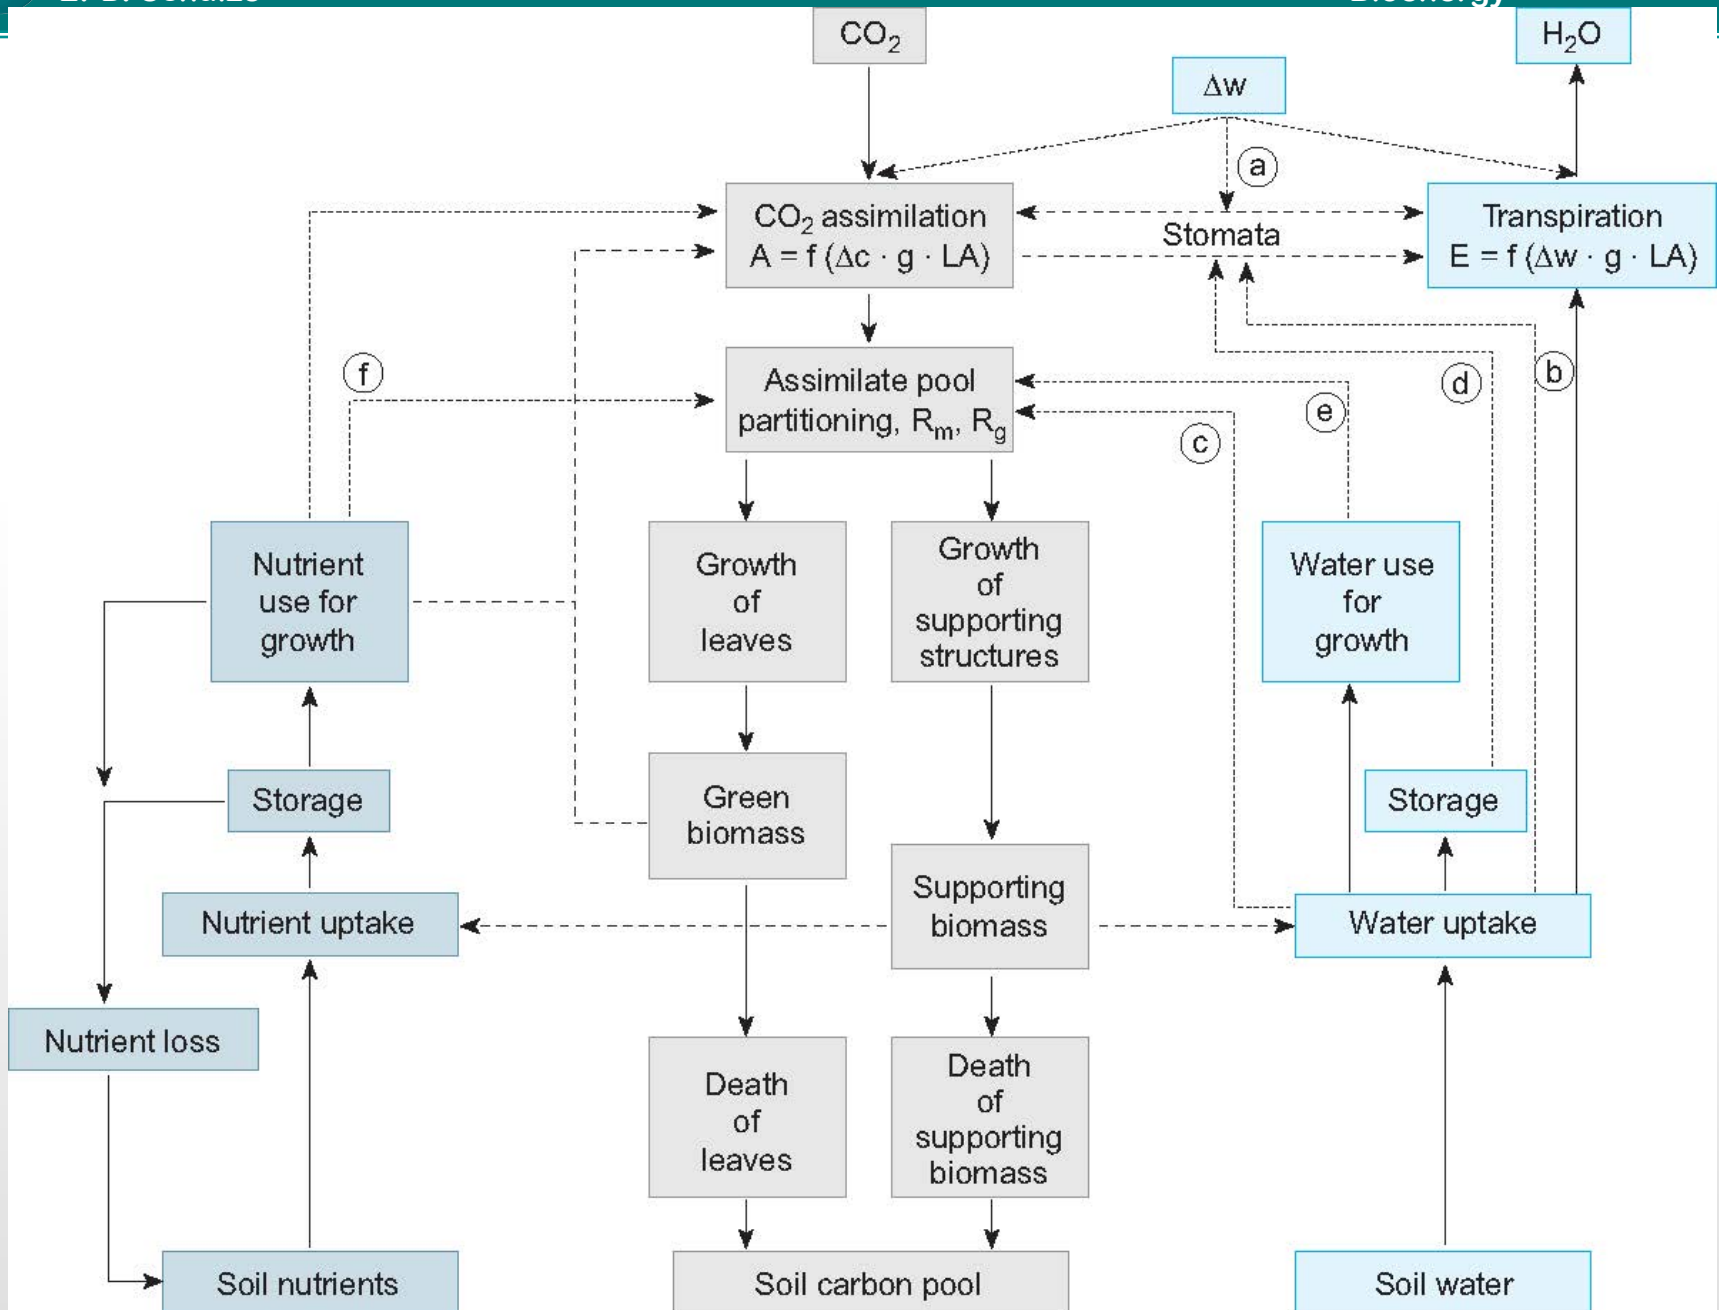 CO₂
H₂O
Δw
a
CO₂ assimilation
A = f (Δc · g · LA)
Stomata
Transpiration
E = f (Δw · g · LA)
f
Assimilate pool
partitioning, Rₘ, R_g
e
c
d
b
Nutrient
use for
growth
Growth
of
leaves
Growth
of
supporting
structures
Water use
for
growth
Storage
Green
biomass
Storage
Nutrient uptake
Supporting
biomass
Water uptake
Nutrient loss
Death
of
leaves
Death
of
supporting
biomass
Soil nutrients
Soil carbon pool
Soil water